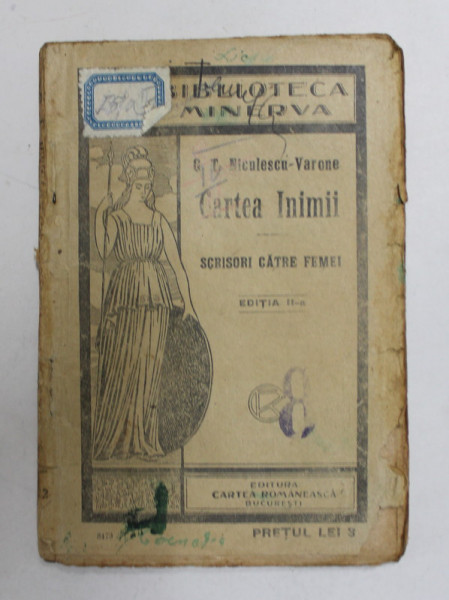 BIBLIOTECA
MINERVA
G. T. Niculescu-Varone
Cartea Inimii
SCRISORI CĂTRE FEMEI
EDIȚIA II-a
EDITURA
CARTEA ROMÂNEASCĂ
BUCUREȘTI
PREȚUL LEI 3